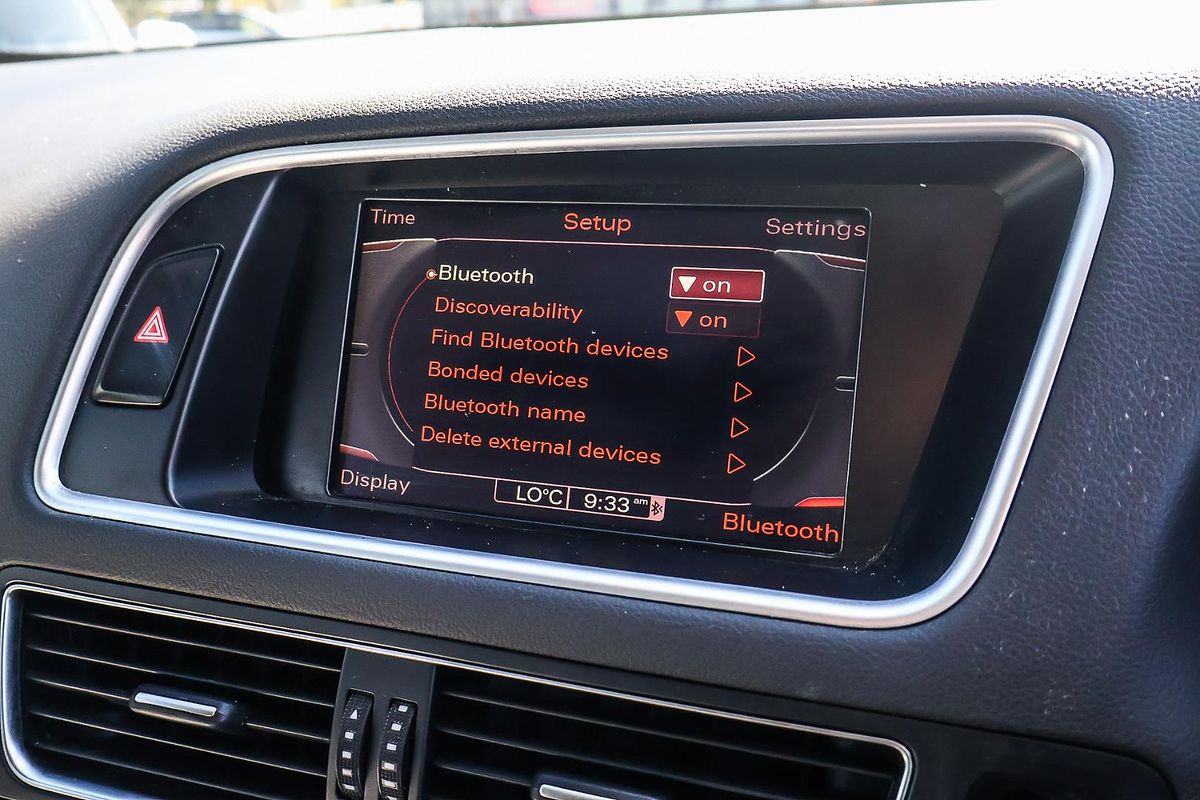 Time Setup Settings
Bluetooth on
Discoverability on
Find Bluetooth devices
Bonded devices
Bluetooth name
Delete external devices
Display LO°C 9:33 am Bluetooth